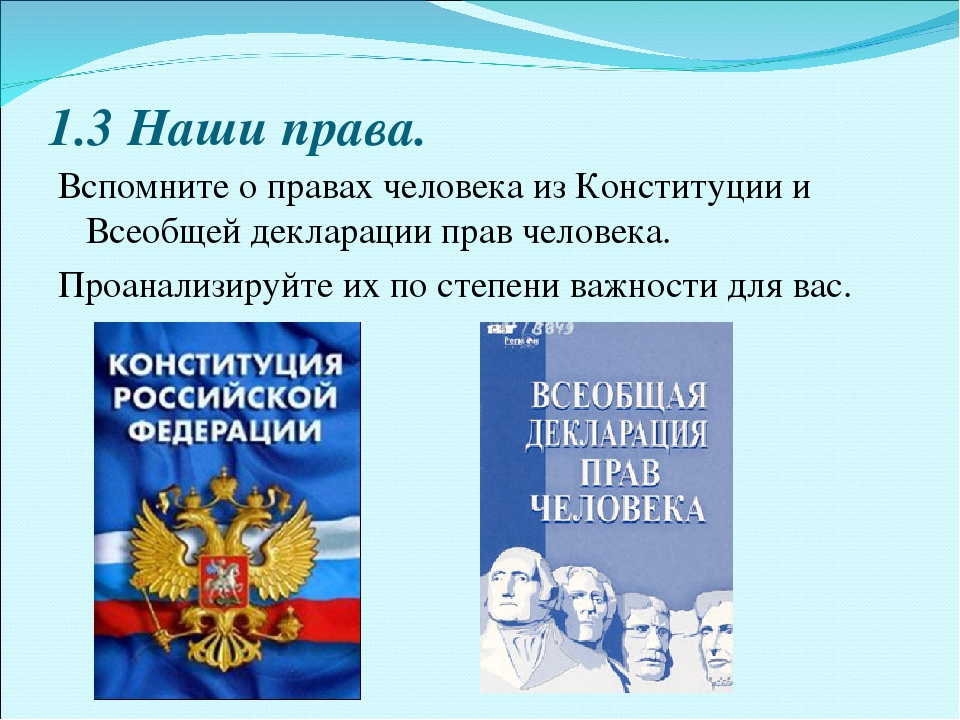 1.3 Наши права.
Вспомните о правах человека из Конституции и
Всеобщей декларации прав человека.
Проанализируйте их по степени важности для вас.
КОНСТИТУЦИЯ
РОССИЙСКОЙ
ФЕДЕРАЦИИ
Регион
ВСЕОБЩАЯ
ДЕКЛАРАЦИЯ
ПРАВ
ЧЕЛОВЕКА